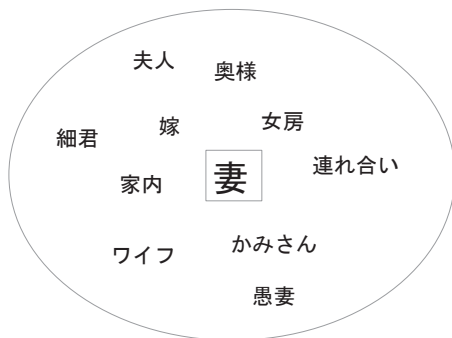 夫人
奥様
嫁
女房
細君
連れ合い
妻
家内
かみさん
ワイフ
愚妻